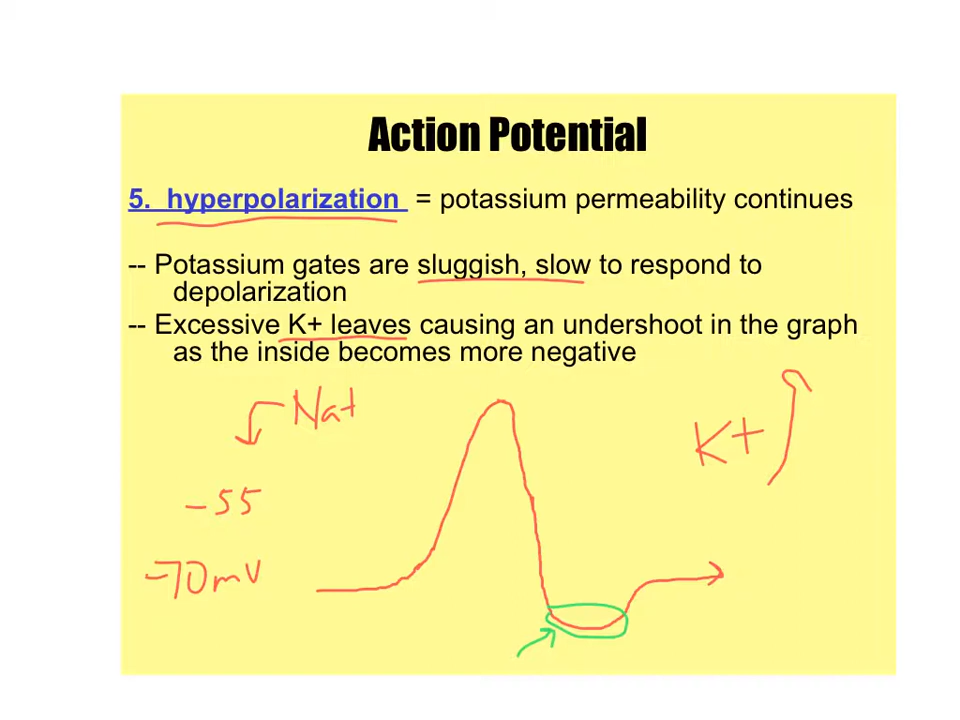 Action Potential
5. hyperpolarization = potassium permeability continues
-- Potassium gates are sluggish, slow to respond to
depolarization
-- Excessive K+ leaves causing an undershoot in the graph
as the inside becomes more negative
Na+
K+
-55
-70mV